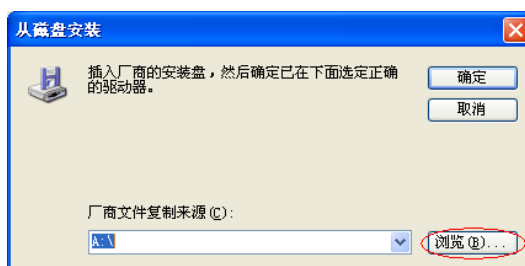 从磁盘安装
插入厂商的安装盘，然后确定已在下面选定正确
的驱动器。
确定
取消
厂商文件复制来源(C):
A:\
浏览(B)...